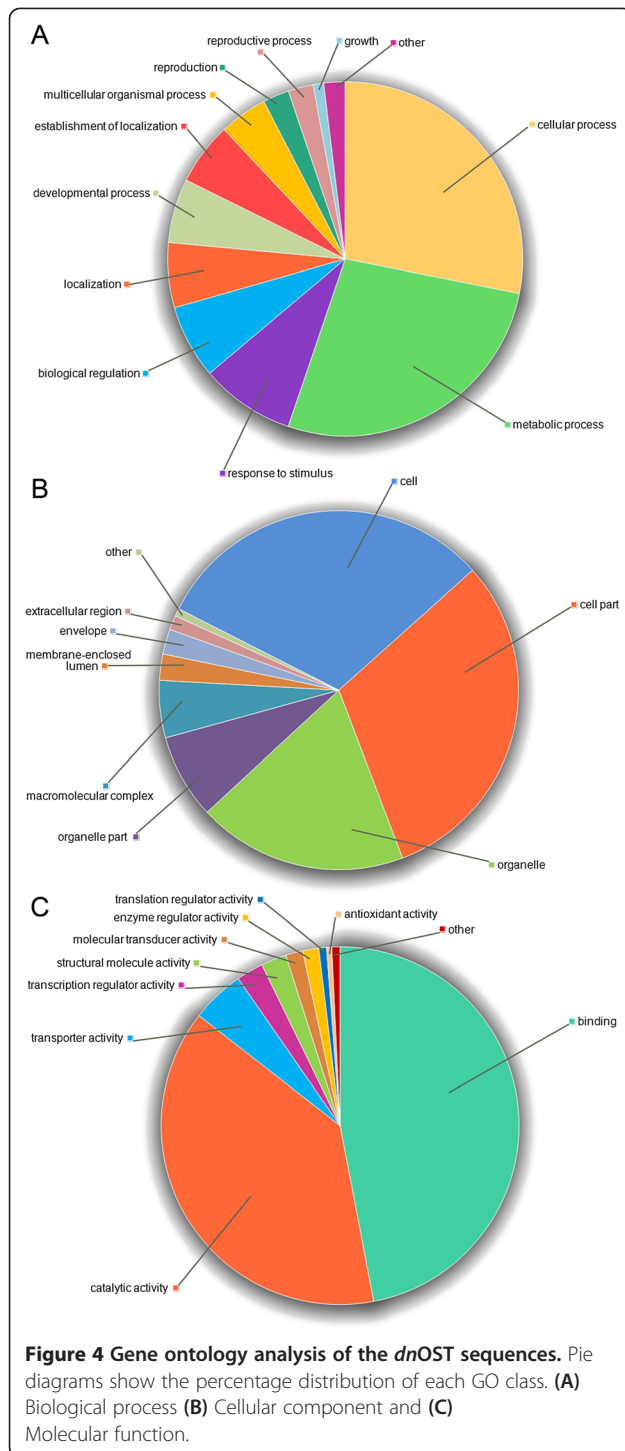 A
reproductive process
growth
other
reproduction
multicellular organismal process
cellular process
establishment of localization
developmental process
localization
biological regulation
metabolic process
response to stimulus
B
cell
other
cell part
extracellular region
envelope
membrane-enclosed
lumen
macromolecular complex
organelle part
organelle
C
translation regulator activity
antioxidant activity
enzyme regulator activity
other
molecular transducer activity
structural molecule activity
transcription regulator activity
binding
transporter activity
catalytic activity
Figure 4 Gene ontology analysis of the dnOST sequences. Pie
diagrams show the percentage distribution of each GO class. (A)
Biological process (B) Cellular component and (C)
Molecular function.